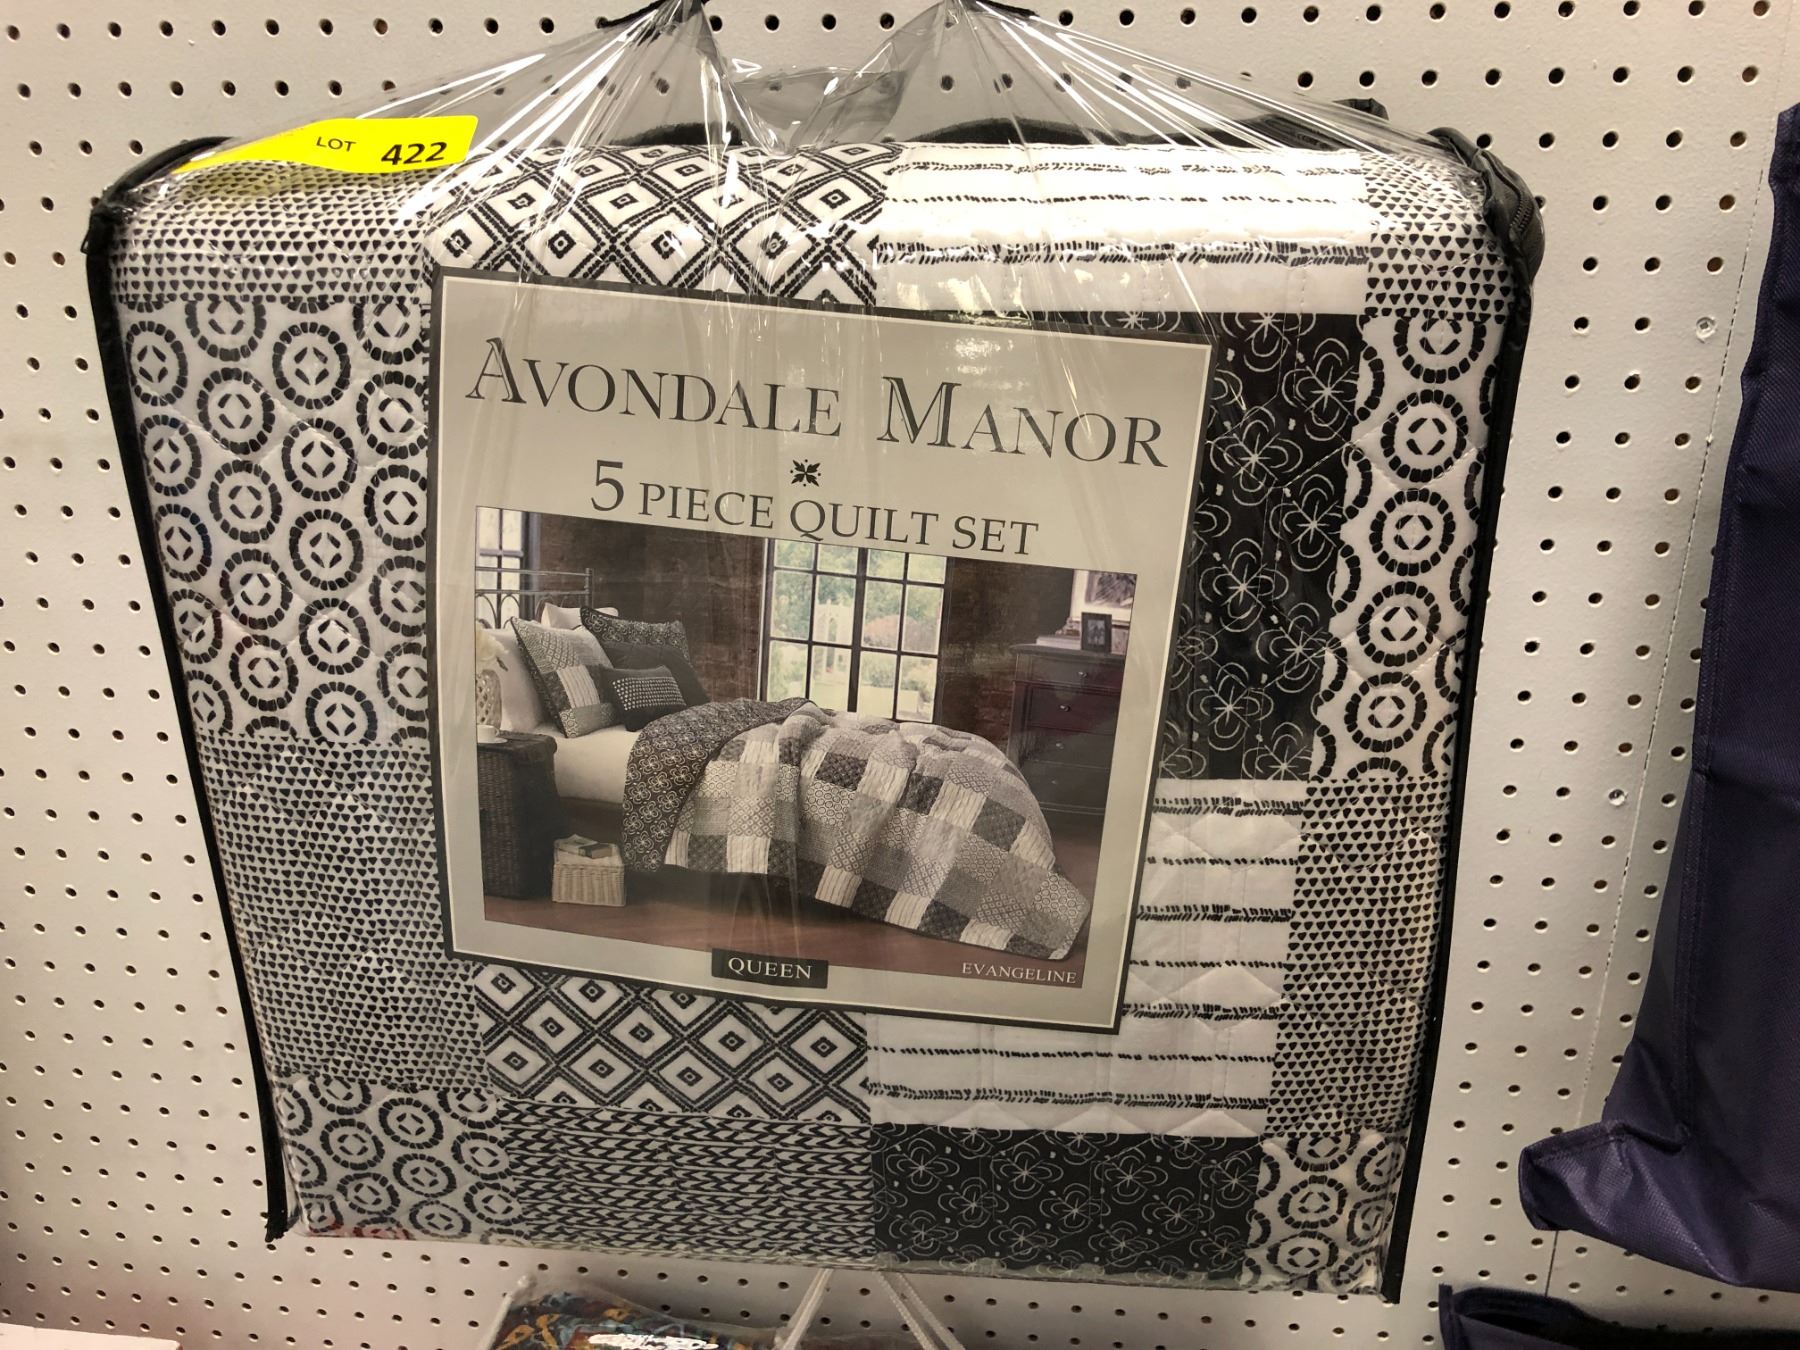 LOT 422
AVONDALE MANOR
5 PIECE QUILT SET
QUEEN
EVANGELINE